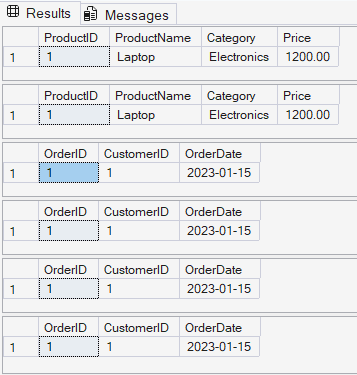 Results Messages
ProductID ProductName Category Price
1 1 Laptop Electronics 1200.00
ProductID ProductName Category Price
1 1 Laptop Electronics 1200.00
OrderID CustomerID OrderDate
1 1 1 2023-01-15
OrderID CustomerID OrderDate
1 1 1 2023-01-15
OrderID CustomerID OrderDate
1 1 1 2023-01-15
OrderID CustomerID OrderDate
1 1 1 2023-01-15